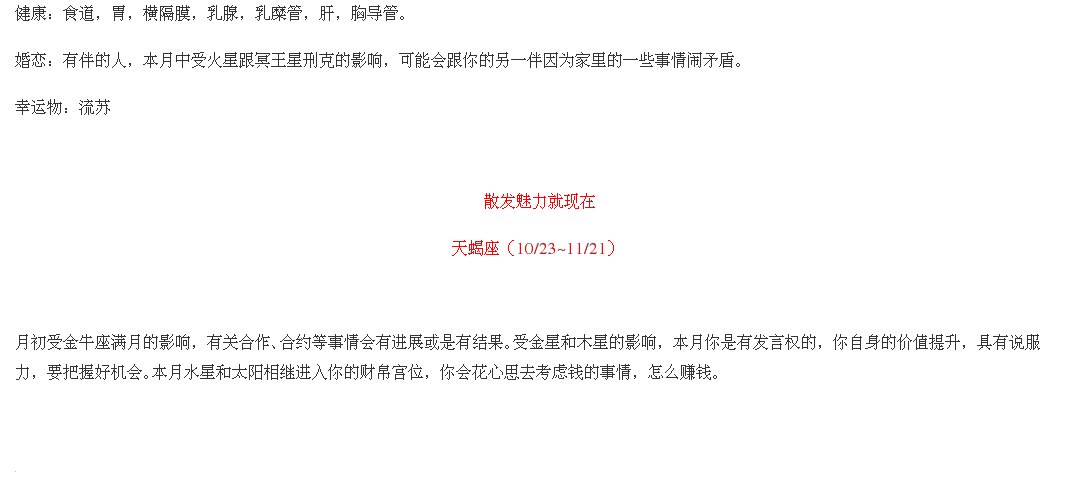 健康：食道，胃，横隔膜，乳腺，乳糜管，肝，胸导管。
婚恋：有伴的人，本月中受火星跟冥王星刑克的影响，可能会跟你的另一伴因为家里的一些事情闹矛盾。
幸运物：流苏
散发魅力就现在
天蝎座（10/23~11/21）
月初受金牛座满月的影响，有关合作、合约等事情会有进展或是有结果。受金星和木星的影响，本月你是有发言权的，你自身的价值提升，具有说服
力，要把握好机会。本月水星和太阳相继进入你的财帛宫位，你会花心思去考虑钱的事情，怎么赚钱。